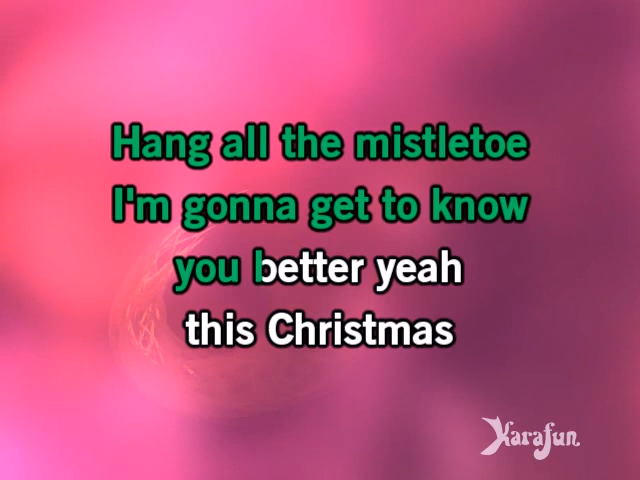 Hang all the mistletoe
I'm gonna get to know
you better yeah
this Christmas
Karafun